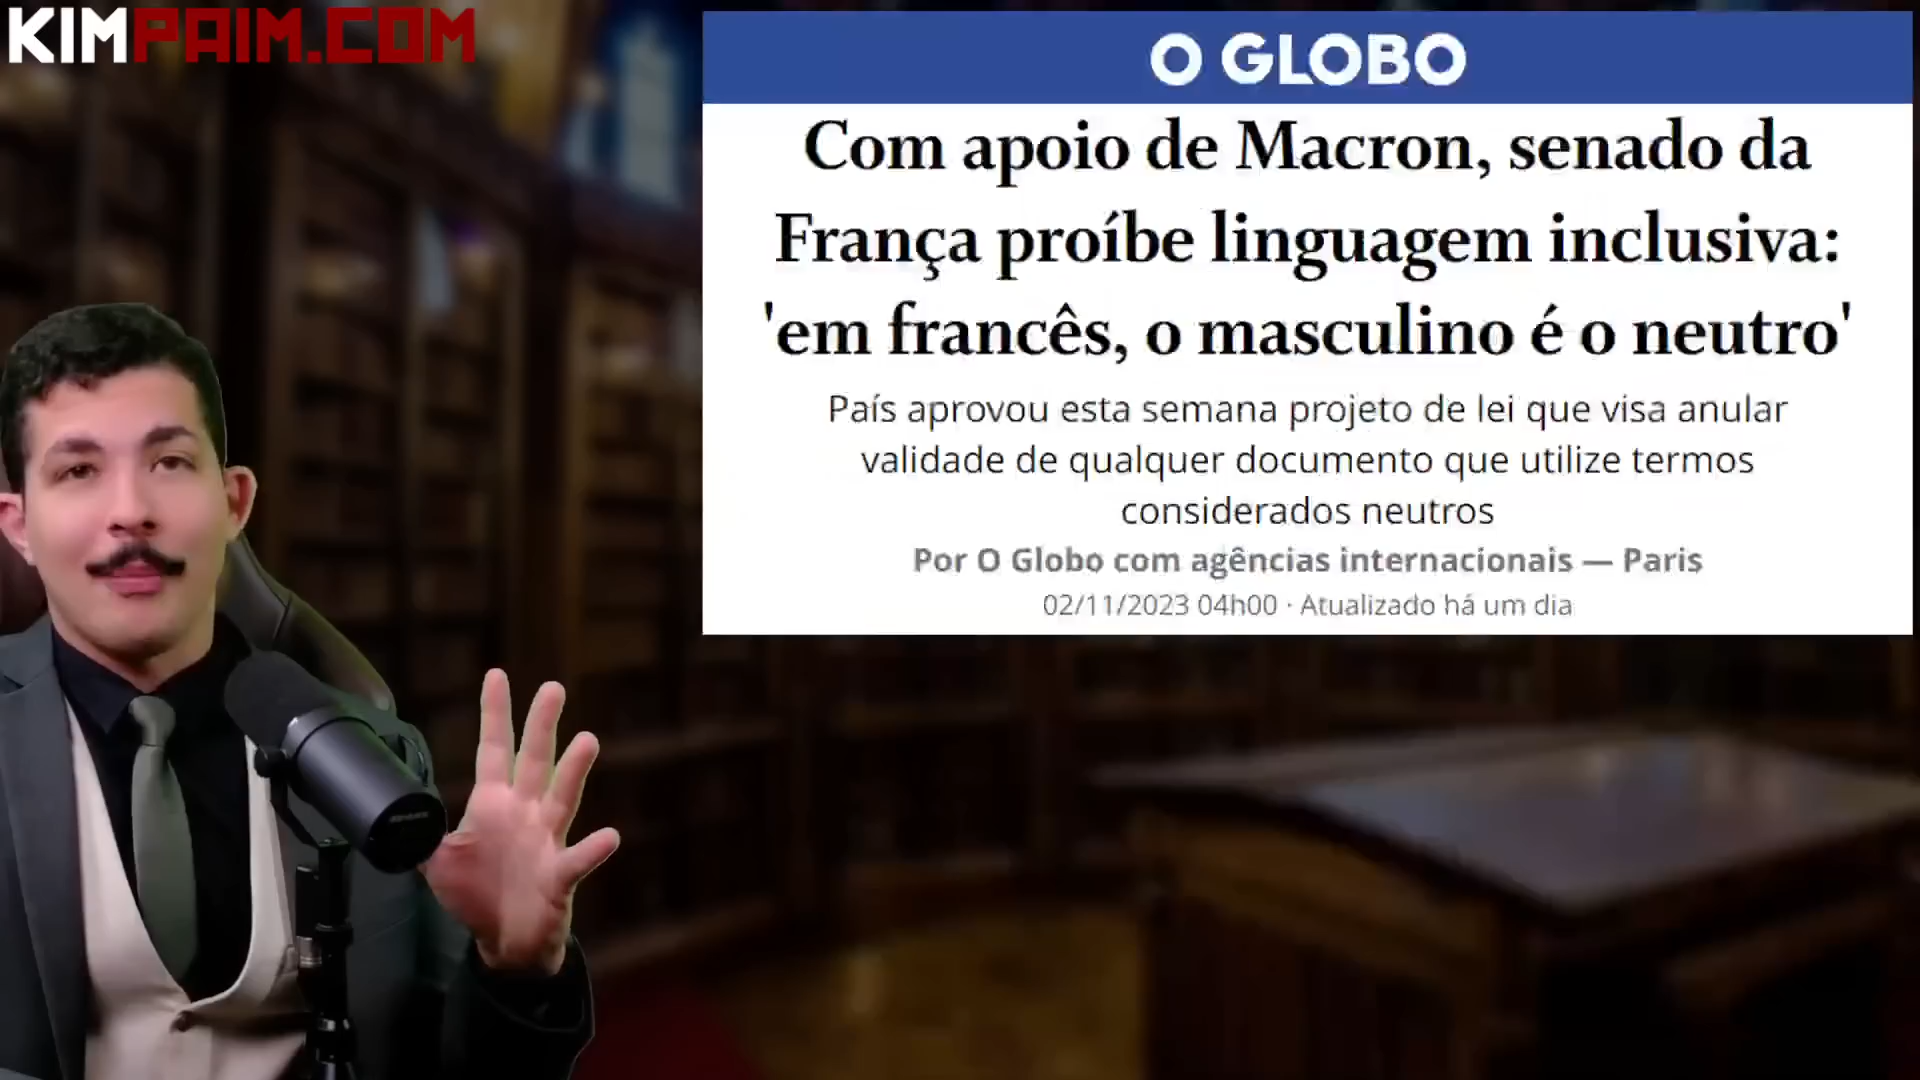 KIMPAIM.COM
O GLOBO
Com apoio de Macron, senado da
França proíbe linguagem inclusiva:
'em francês, o masculino é o neutro'
País aprovou esta semana projeto de lei que visa anular
validade de qualquer documento que utilize termos
considerados neutros
Por O Globo com agências internacionais — Paris
02/11/2023 04h00 · Atualizado há um dia